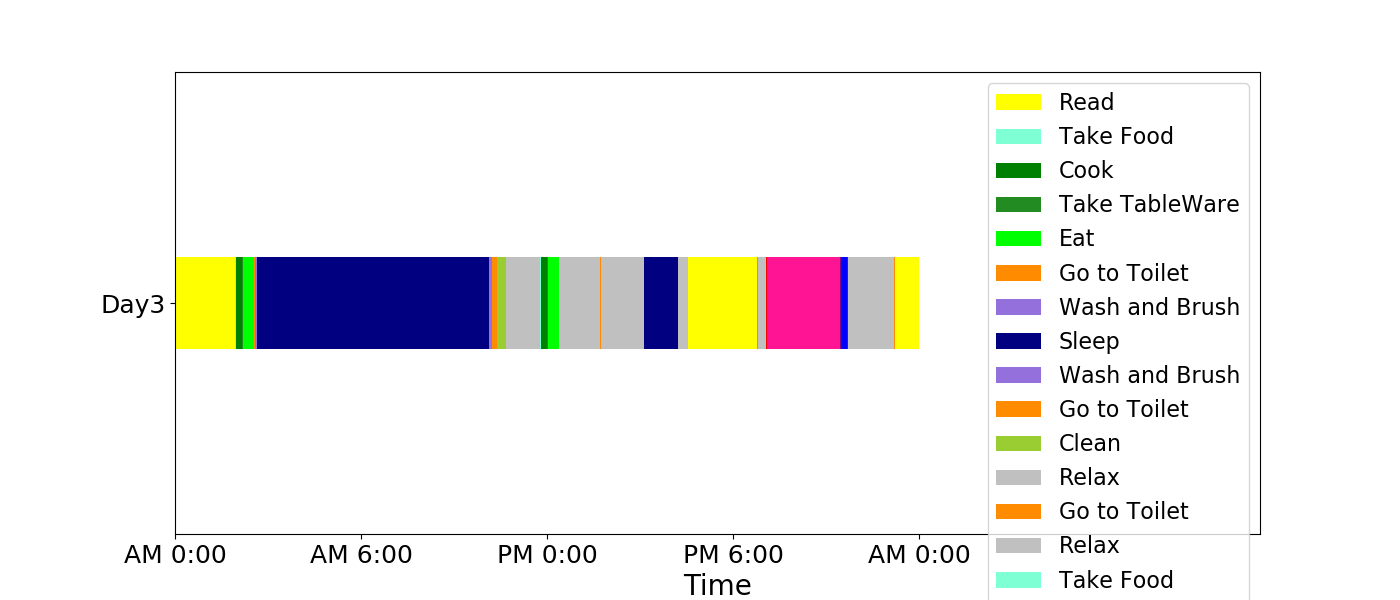 Read
Take Food
Cook
Take TableWare
Eat
Go to Toilet
Wash and Brush
Sleep
Wash and Brush
Go to Toilet
Clean
Relax
Go to Toilet
Relax
Take Food
Day3
AM 0:00 AM 6:00 PM 0:00 PM 6:00 AM 0:00
Time